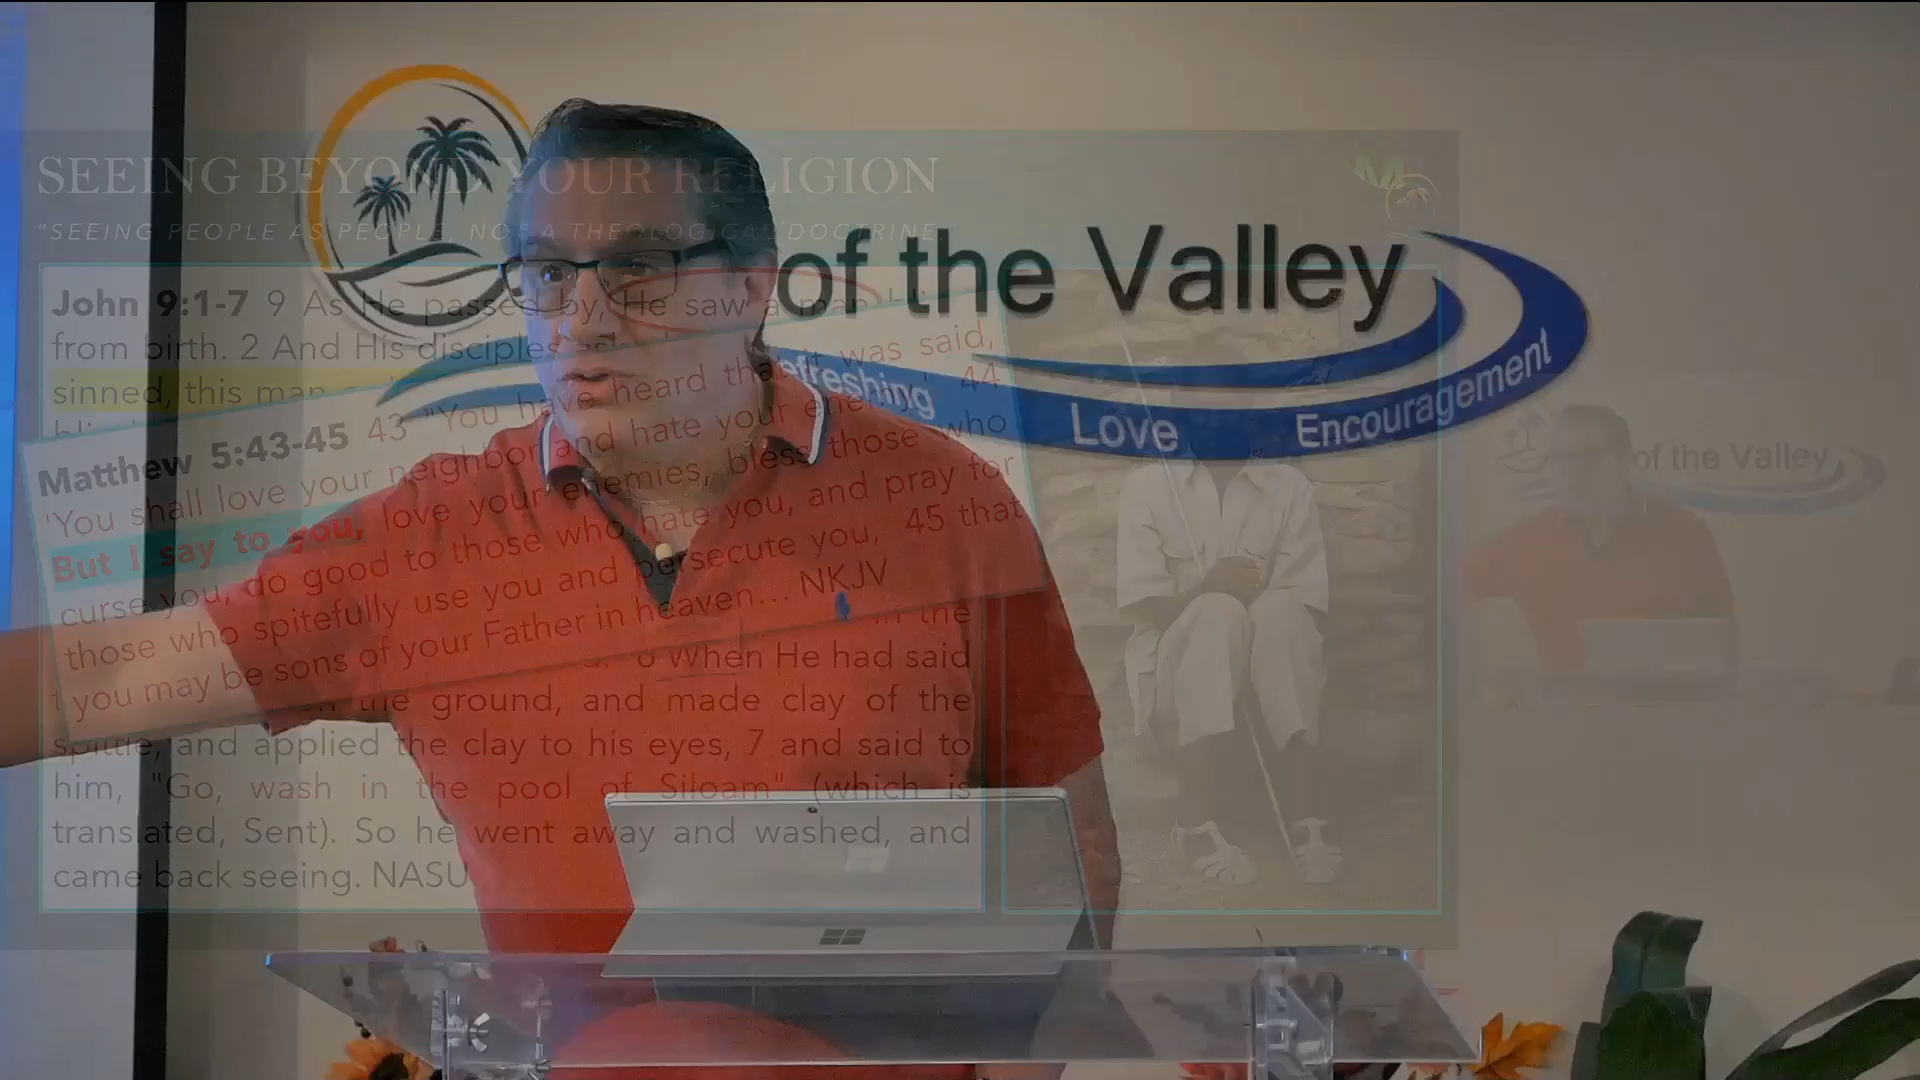 SEEING BEYOND YOUR RELIGION
"SEEING PEOPLE AS PEOPLE, NOT A THEOLOGICAL DOCTRINE"
of the Valley
Refreshing Love Encouragement
John 9:1-7 9 As He passed by, He saw a man
from birth. 2 And His disciples
sinned, this man
Matthew 5:43-45 43 "You have heard that it was said,
'You shall love your neighbor and hate your enemy.' 44
But I say to you, love your enemies, bless those who
curse you, do good to those who hate you, and pray for
those who spitefully use you and persecute you, 45 that
you may be sons of your Father in heaven... NKJV
the
6 When He had said
the ground, and made clay of the
spittle, and applied the clay to his eyes, 7 and said to
him, "Go, wash in the pool of Siloam" (which is
translated, Sent). So he went away and washed, and
came back seeing. NASU
of the Valley